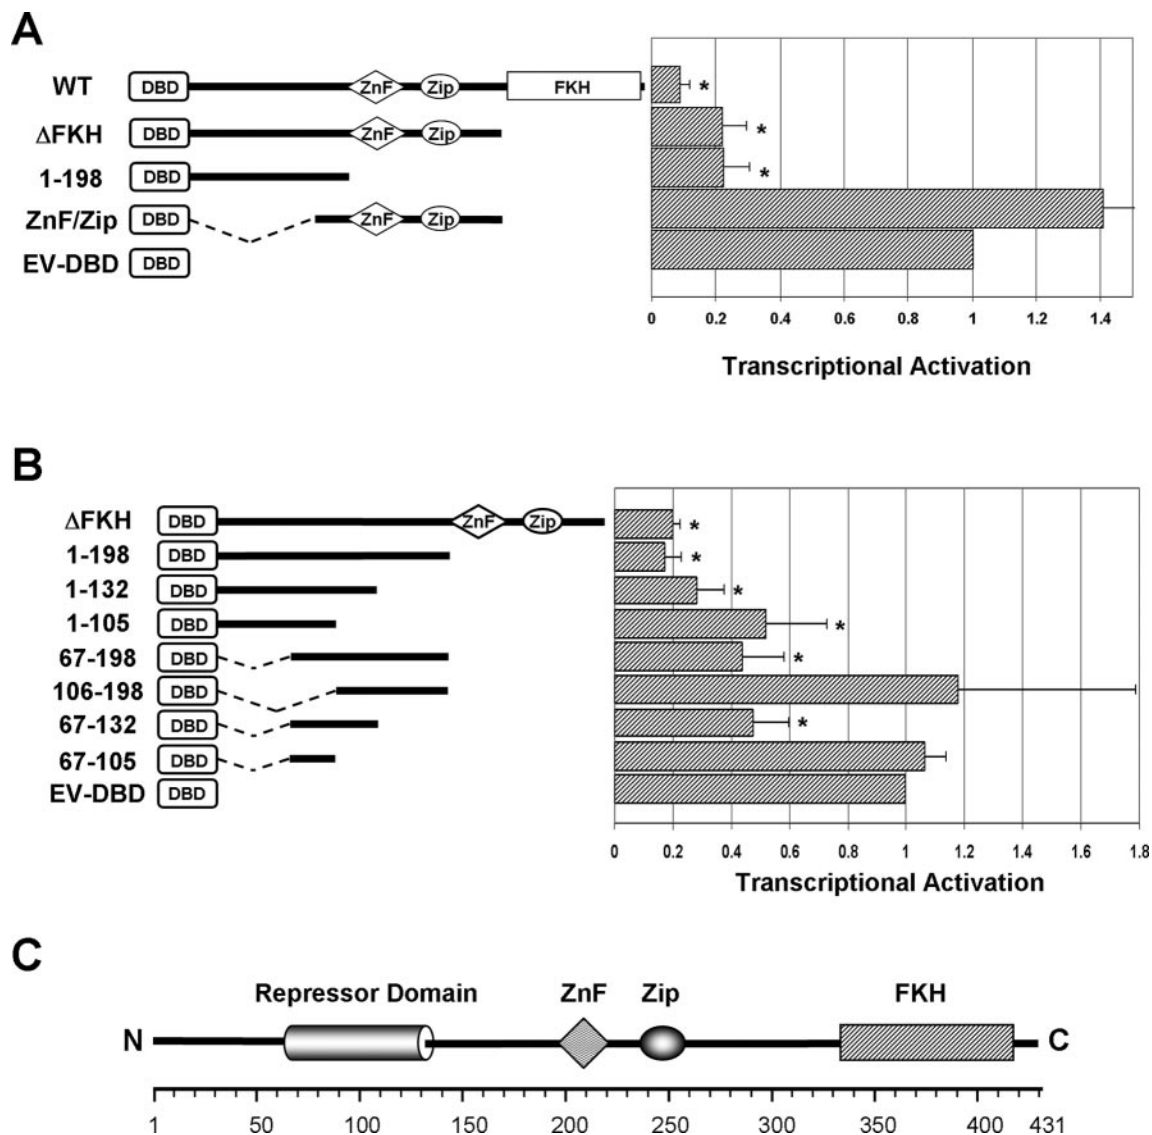 A
WT DBD ZnF Zip FKH *
ΔFKH DBD ZnF Zip *
1-198 DBD *
ZnF/Zip DBD ZnF Zip
EV-DBD DBD
0 0.2 0.4 0.6 0.8 1 1.2 1.4
Transcriptional Activation
B
ΔFKH DBD ZnF Zip *
1-198 DBD *
1-132 DBD *
1-105 DBD *
67-198 DBD *
106-198 DBD
67-132 DBD *
67-105 DBD
EV-DBD DBD
0 0.2 0.4 0.6 0.8 1 1.2 1.4 1.6 1.8
Transcriptional Activation
C
Repressor Domain ZnF Zip FKH
N C
1 50 100 150 200 250 300 350 400 431